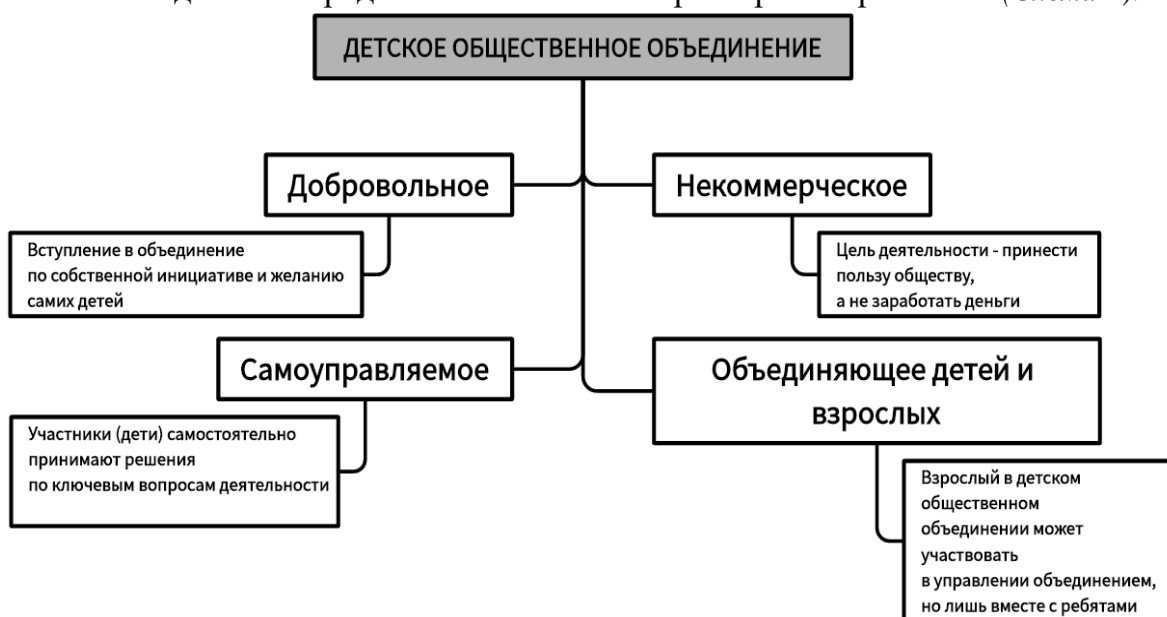 ДЕТСКОЕ ОБЩЕСТВЕННОЕ ОБЪЕДИНЕНИЕ
Добровольное
Некоммерческое
Вступление в объединение
по собственной инициативе и желанию
самих детей
Цель деятельности - принести
пользу обществу,
а не заработать деньги
Самоуправляемое
Объединяющее детей и
взрослых
Участники (дети) самостоятельно
принимают решения
по ключевым вопросам деятельности
Взрослый в детском
общественном
объединении может
участвовать
в управлении объединением,
но лишь вместе с ребятами